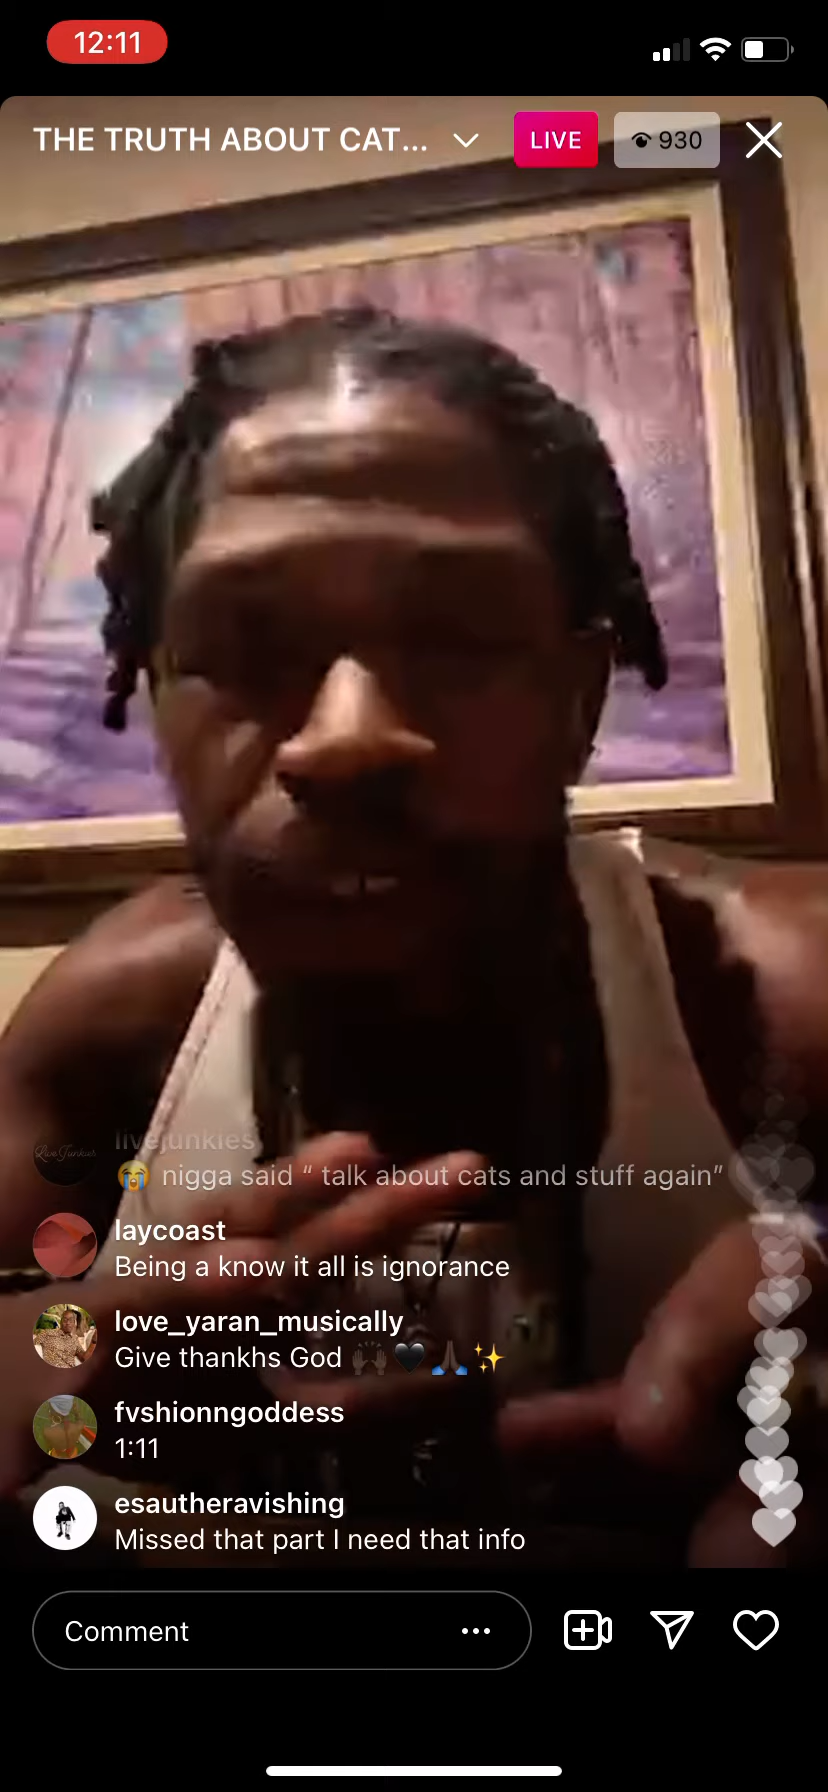 12:11
THE TRUTH ABOUT CAT...
LIVE
930
livejunkies
😭 nigga said “ talk about cats and stuff again”
laycoast
Being a know it all is ignorance
love_yaran_musically
Give thankhs God 🙌🏿🖤🙏🏿✨
fvshionngoddess
1:11
esautheravishing
Missed that part I need that info
Comment